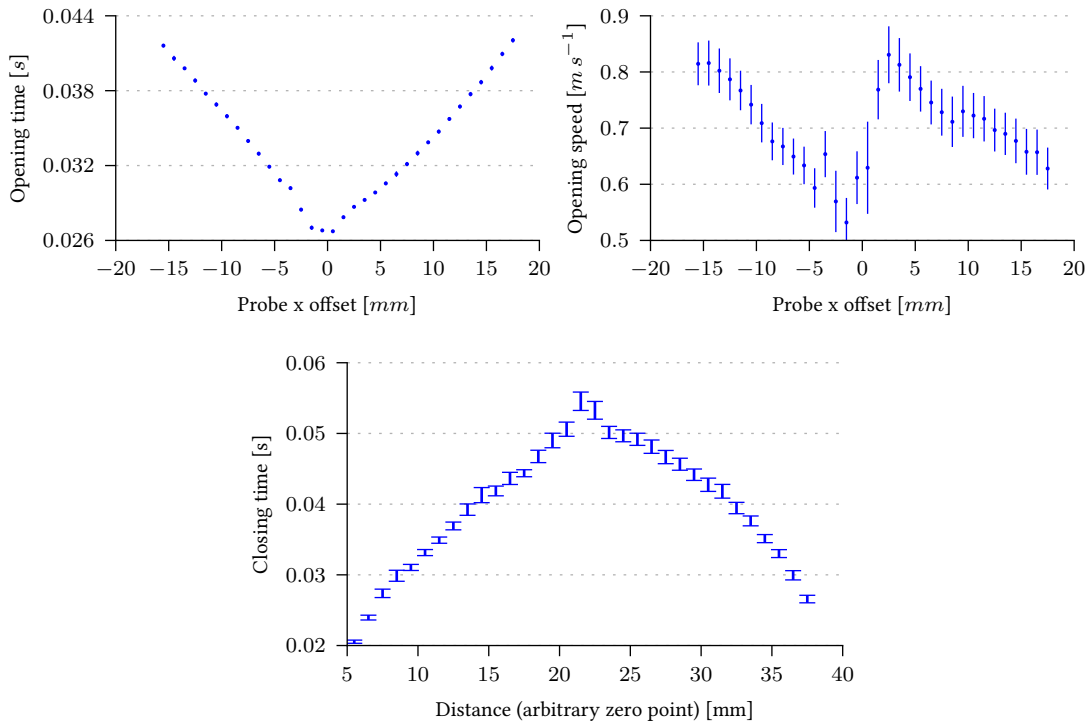 0.044
0.038
0.032
0.026
Opening time [s]
−20 −15 −10 −5 0 5 10 15 20
Probe x offset [mm]
0.9
0.8
0.7
0.6
0.5
Opening speed [m s⁻¹]
−20 −15 −10 −5 0 5 10 15 20
Probe x offset [mm]
0.06
0.05
0.04
0.03
0.02
Closing time [s]
5 10 15 20 25 30 35 40
Distance (arbitrary zero point) [mm]